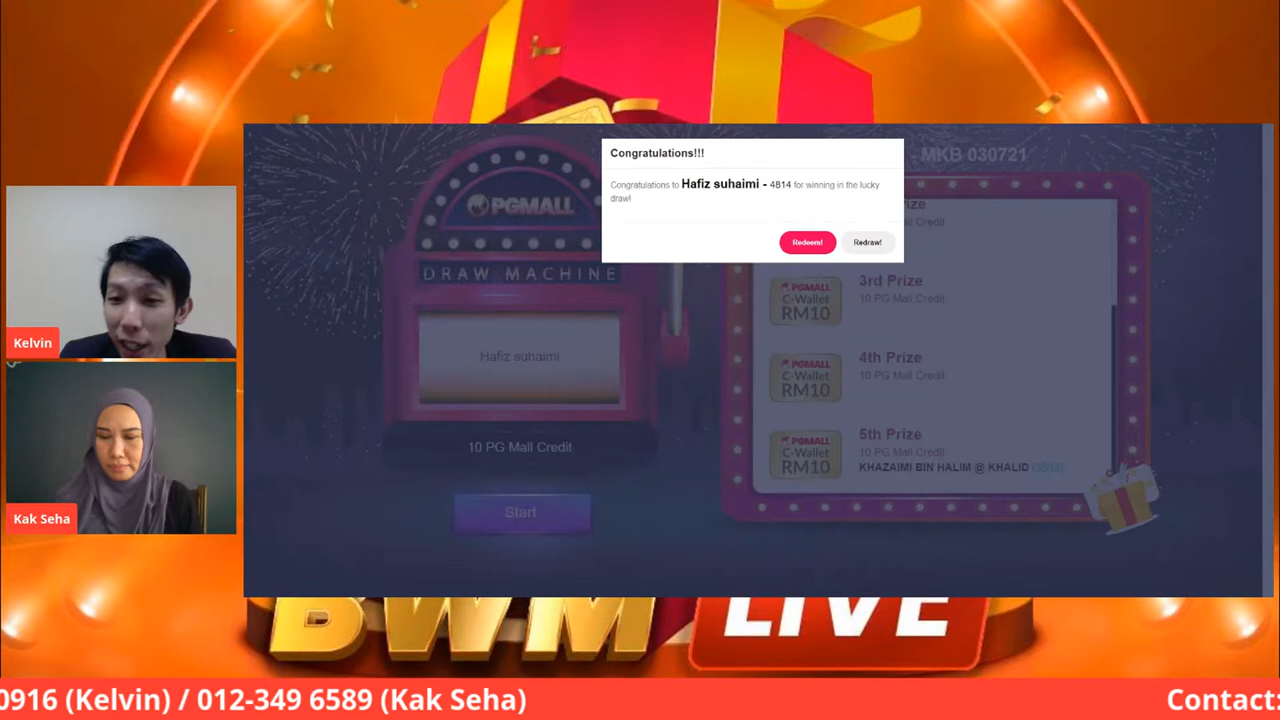 Congratulations!!!
Congratulations to Hafiz suhaimi - 4814 for winning in the lucky
draw!
Redeem!
Redraw!
- MKB 030721
PGMALL
DRAW MACHINE
Hafiz suhaimi
10 PG Mall Credit
Start
3rd Prize
10 PG Mall Credit
PGMALL
C-Wallet
RM10
4th Prize
10 PG Mall Credit
PGMALL
C-Wallet
RM10
5th Prize
10 PG Mall Credit
KHAZAIMI BIN HALIM @ KHALID
PGMALL
C-Wallet
RM10
Kelvin
Kak Seha
BWM LIVE
0916 (Kelvin) / 012-349 6589 (Kak Seha)
Contact: